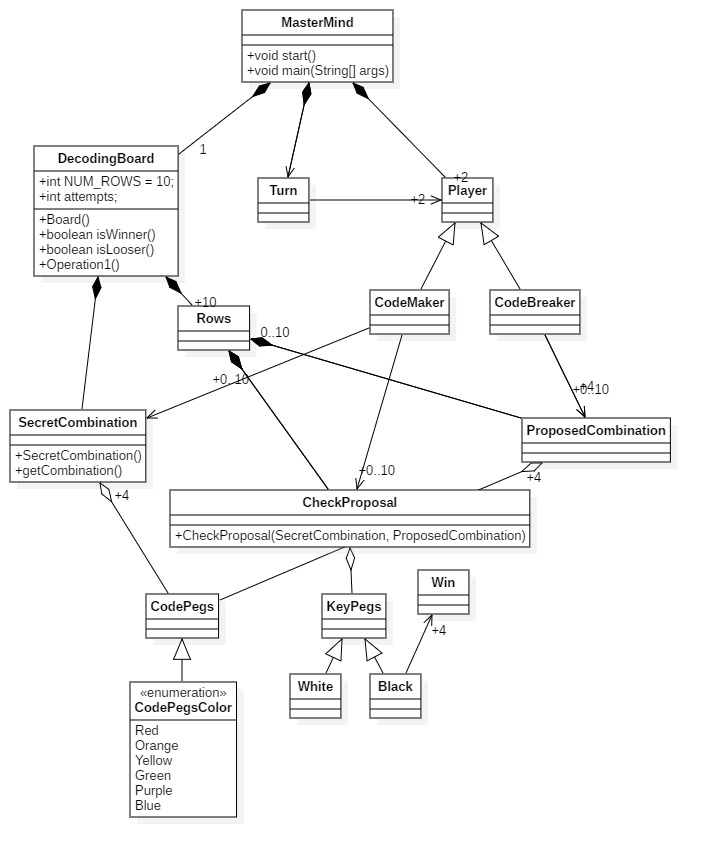 MasterMind
+void start()
+void main(String[] args)
DecodingBoard
+int NUM_ROWS = 10;
+int attempts;
+Board()
+boolean isWinner()
+boolean isLooser()
+Operation1()
1
Turn
+2
+2
Player
+10
Rows
0..10
CodeMaker
CodeBreaker
+0..10
+4
+0..10
SecretCombination
+SecretCombination()
+getCombination()
ProposedCombination
+4
+4
+0..10
CheckProposal
+CheckProposal(SecretCombination, ProposedCombination)
CodePegs
KeyPegs
Win
+4
White
Black
«enumeration»
CodePegsColor
Red
Orange
Yellow
Green
Purple
Blue